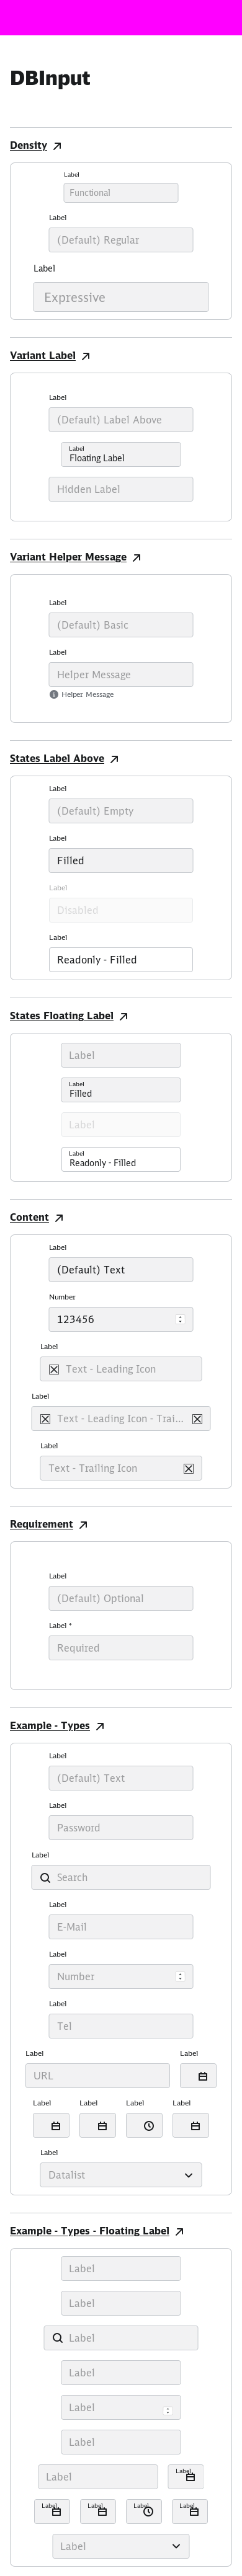 DBInput
Density
Label
Functional
Label
(Default) Regular
Label
Expressive
Variant Label
Label
(Default) Label Above
Label
Floating Label
Hidden Label
Variant Helper Message
Label
(Default) Basic
Label
Helper Message
Helper Message
States Label Above
Label
(Default) Empty
Label
Filled
Label
Disabled
Label
Readonly - Filled
States Floating Label
Label
Label
Filled
Label
Label
Readonly - Filled
Content
Label
(Default) Text
Number
123456
Label
Text - Leading Icon
Label
Text - Leading Icon - Trai...
Label
Text - Trailing Icon
Requirement
Label
(Default) Optional
Label *
Required
Example - Types
Label
(Default) Text
Label
Password
Label
Search
Label
E-Mail
Label
Number
Label
Tel
Label Label
URL
Label Label Label Label
Label
Datalist
Example - Types - Floating Label
Label
Label
Label
Label
Label
Label
Label Label
Label Label Label Label
Label